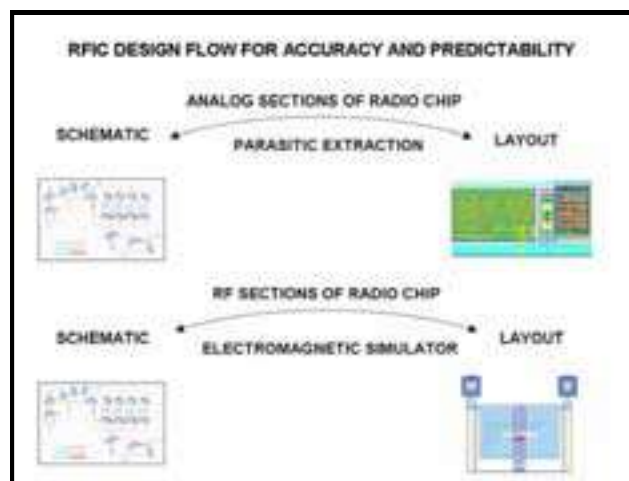 RFIC DESIGN FLOW FOR ACCURACY AND PREDICTABILITY
ANALOG SECTIONS OF RADIO CHIP
SCHEMATIC
PARASITIC EXTRACTION
LAYOUT
RF SECTIONS OF RADIO CHIP
SCHEMATIC
ELECTROMAGNETIC SIMULATOR
LAYOUT